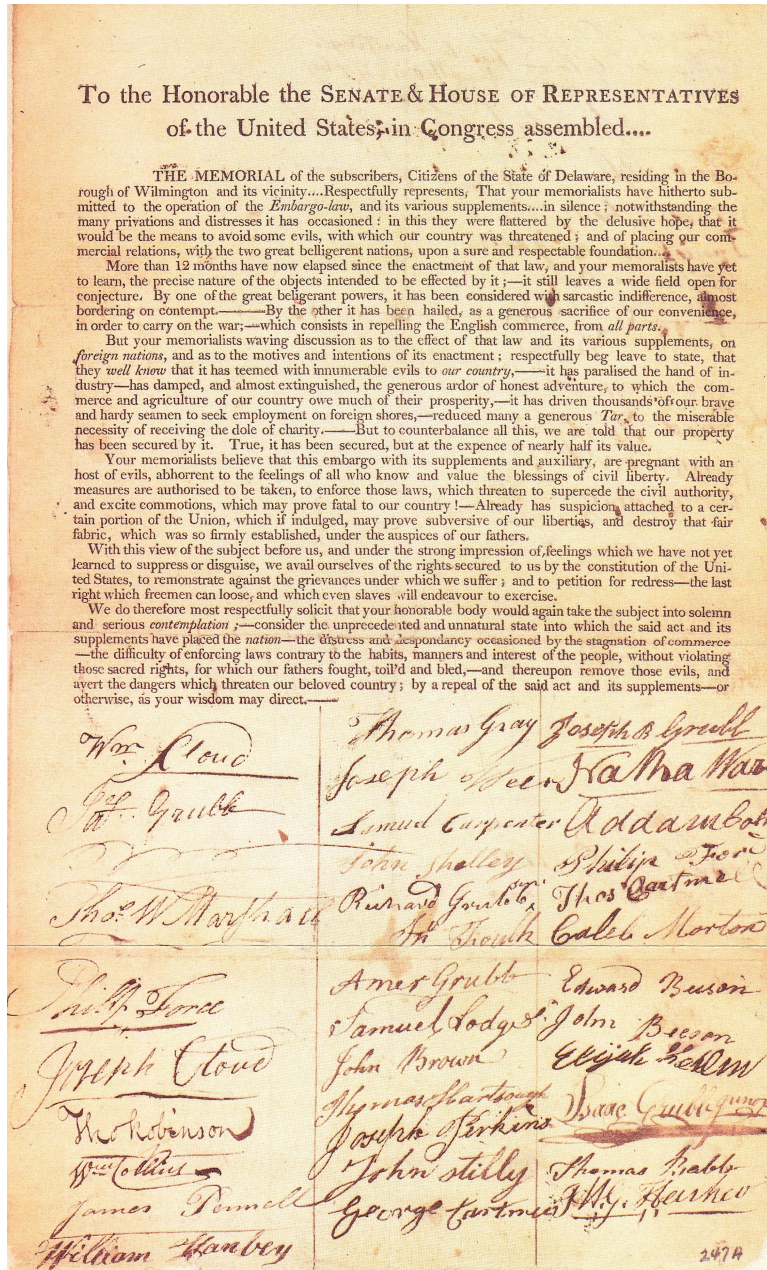 To the Honorable the SENATE & HOUSE OF REPRESENTATIVES
of the United States, in Congress assembled....
THE MEMORIAL of the subscribers, Citizens of the State of Delaware, residing in the Bo-
rough of Wilmington and its vicinity....Respectfully represents, That your memorialists have hitherto sub-
mitted to the operation of the Embargo-law, and its various supplements....in silence; notwithstanding the
many privations and distresses it has occasioned: in this they were flattered by the delusive hope, that it
would be the means to avoid some evils, with which our country was threatened; and of placing our com-
mercial relations, with the two great belligerent nations, upon a sure and respectable foundation....
More than 12 months have now elapsed since the enactment of that law, and your memorialists have yet
to learn, the precise nature of the objects intended to be effected by it;—it still leaves a wide field open for
conjecture. By one of the great beligerant powers, it has been considered with sarcastic indifference, almost
bordering on contempt.———By the other it has been hailed, as a generous sacrifice of our convenience,
in order to carry on the war;—which consists in repelling the English commerce, from all parts.
But your memorialists waving discussion as to the effect of that law and its various supplements, on
foreign nations, and as to the motives and intentions of its enactment; respectfully beg leave to state, that
they well know that it has teemed with innumerable evils to our country,——it has paralised the hand of in-
dustry—has damped, and almost extinguished, the generous ardor of honest adventure, to which the com-
merce and agriculture of our country owe much of their prosperity,—it has driven thousands of our brave
and hardy seamen to seek employment on foreign shores,—reduced many a generous Tar, to the miserable
necessity of receiving the dole of charity.——But to counterbalance all this, we are told that our property
has been secured by it. True, it has been secured, but at the expence of nearly half its value.
Your memorialists believe that this embargo with its supplements and auxiliary, are pregnant with an
host of evils, abhorrent to the feelings of all who know and value the blessings of civil liberty. Already
measures are authorised to be taken, to enforce those laws, which threaten to supercede the civil authority,
and excite commotions, which may prove fatal to our country!—Already has suspicion attached to a cer-
tain portion of the Union, which if indulged, may prove subversive of our liberties, and destroy that fair
fabric, which was so firmly established, under the auspices of our fathers.
With this view of the subject before us, and under the strong impression of feelings which we have not yet
learned to suppress or disguise, we avail ourselves of the rights secured to us by the constitution of the Uni-
ted States, to remonstrate against the grievances under which we suffer; and to petition for redress—the last
right which freemen can loose, and which even slaves will endeavour to exercise.
We do therefore most respectfully solicit that your honorable body would again take the subject into solemn
and serious contemplation;—consider the unprecedented and unnatural state into which the said act and its
supplements have placed the nation—the distress and despondancy occasioned by the stagnation of commerce
—the difficulty of enforcing laws contrary to the habits, manners and interest of the people, without violating
those sacred rights, for which our fathers fought, toil'd and bled,—and thereupon remove those evils, and
avert the dangers which threaten our beloved country; by a repeal of the said act and its supplements—or
otherwise, as your wisdom may direct.——
Wm Cloud
Grubb
Thos W Marshall
Philip Force
Joseph Cloud
Tho Robinson
Wm Collins
James Pennell
William Hanbey
Thomas Gray
Joseph
Samuel Carpenter
John Shelley
Richard Grubb
Jno Foulk
Amer Grubb
Samuel Lodge
John Brown
Thomas Hartsough
Joseph Perkins
John Stilly
George Cartmell
Joseph B Grubb
Natha
Addam
Philip
Thos Cartmell
Caleb Morton
Edward Beeson
John Beeson
Elijah
Isaac Grubb
Thomas Babb
247A